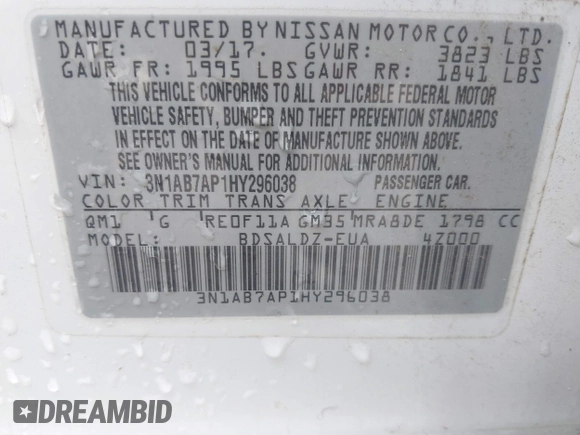 MANUFACTURED BY NISSAN MOTOR CO., LTD.
DATE: 03/17. GVWR: 3823 LBS
GAWR FR: 1995 LBS GAWR RR: 1841 LBS
THIS VEHICLE CONFORMS TO ALL APPLICABLE FEDERAL MOTOR
VEHICLE SAFETY, BUMPER AND THEFT PREVENTION STANDARDS
IN EFFECT ON THE DATE OF MANUFACTURE SHOWN ABOVE.
SEE OWNER'S MANUAL FOR ADDITIONAL INFORMATION.
VIN: 3N1AB7AP1HY296038 PASSENGER CAR.
COLOR TRIM TRANS AXLE ENGINE
QM1 G RE0F11A GM35 MRA8DE 1798 CC
MODEL: BDSALDZ-EUA 4Z000
3N1AB7AP1HY296038
DREAMBID